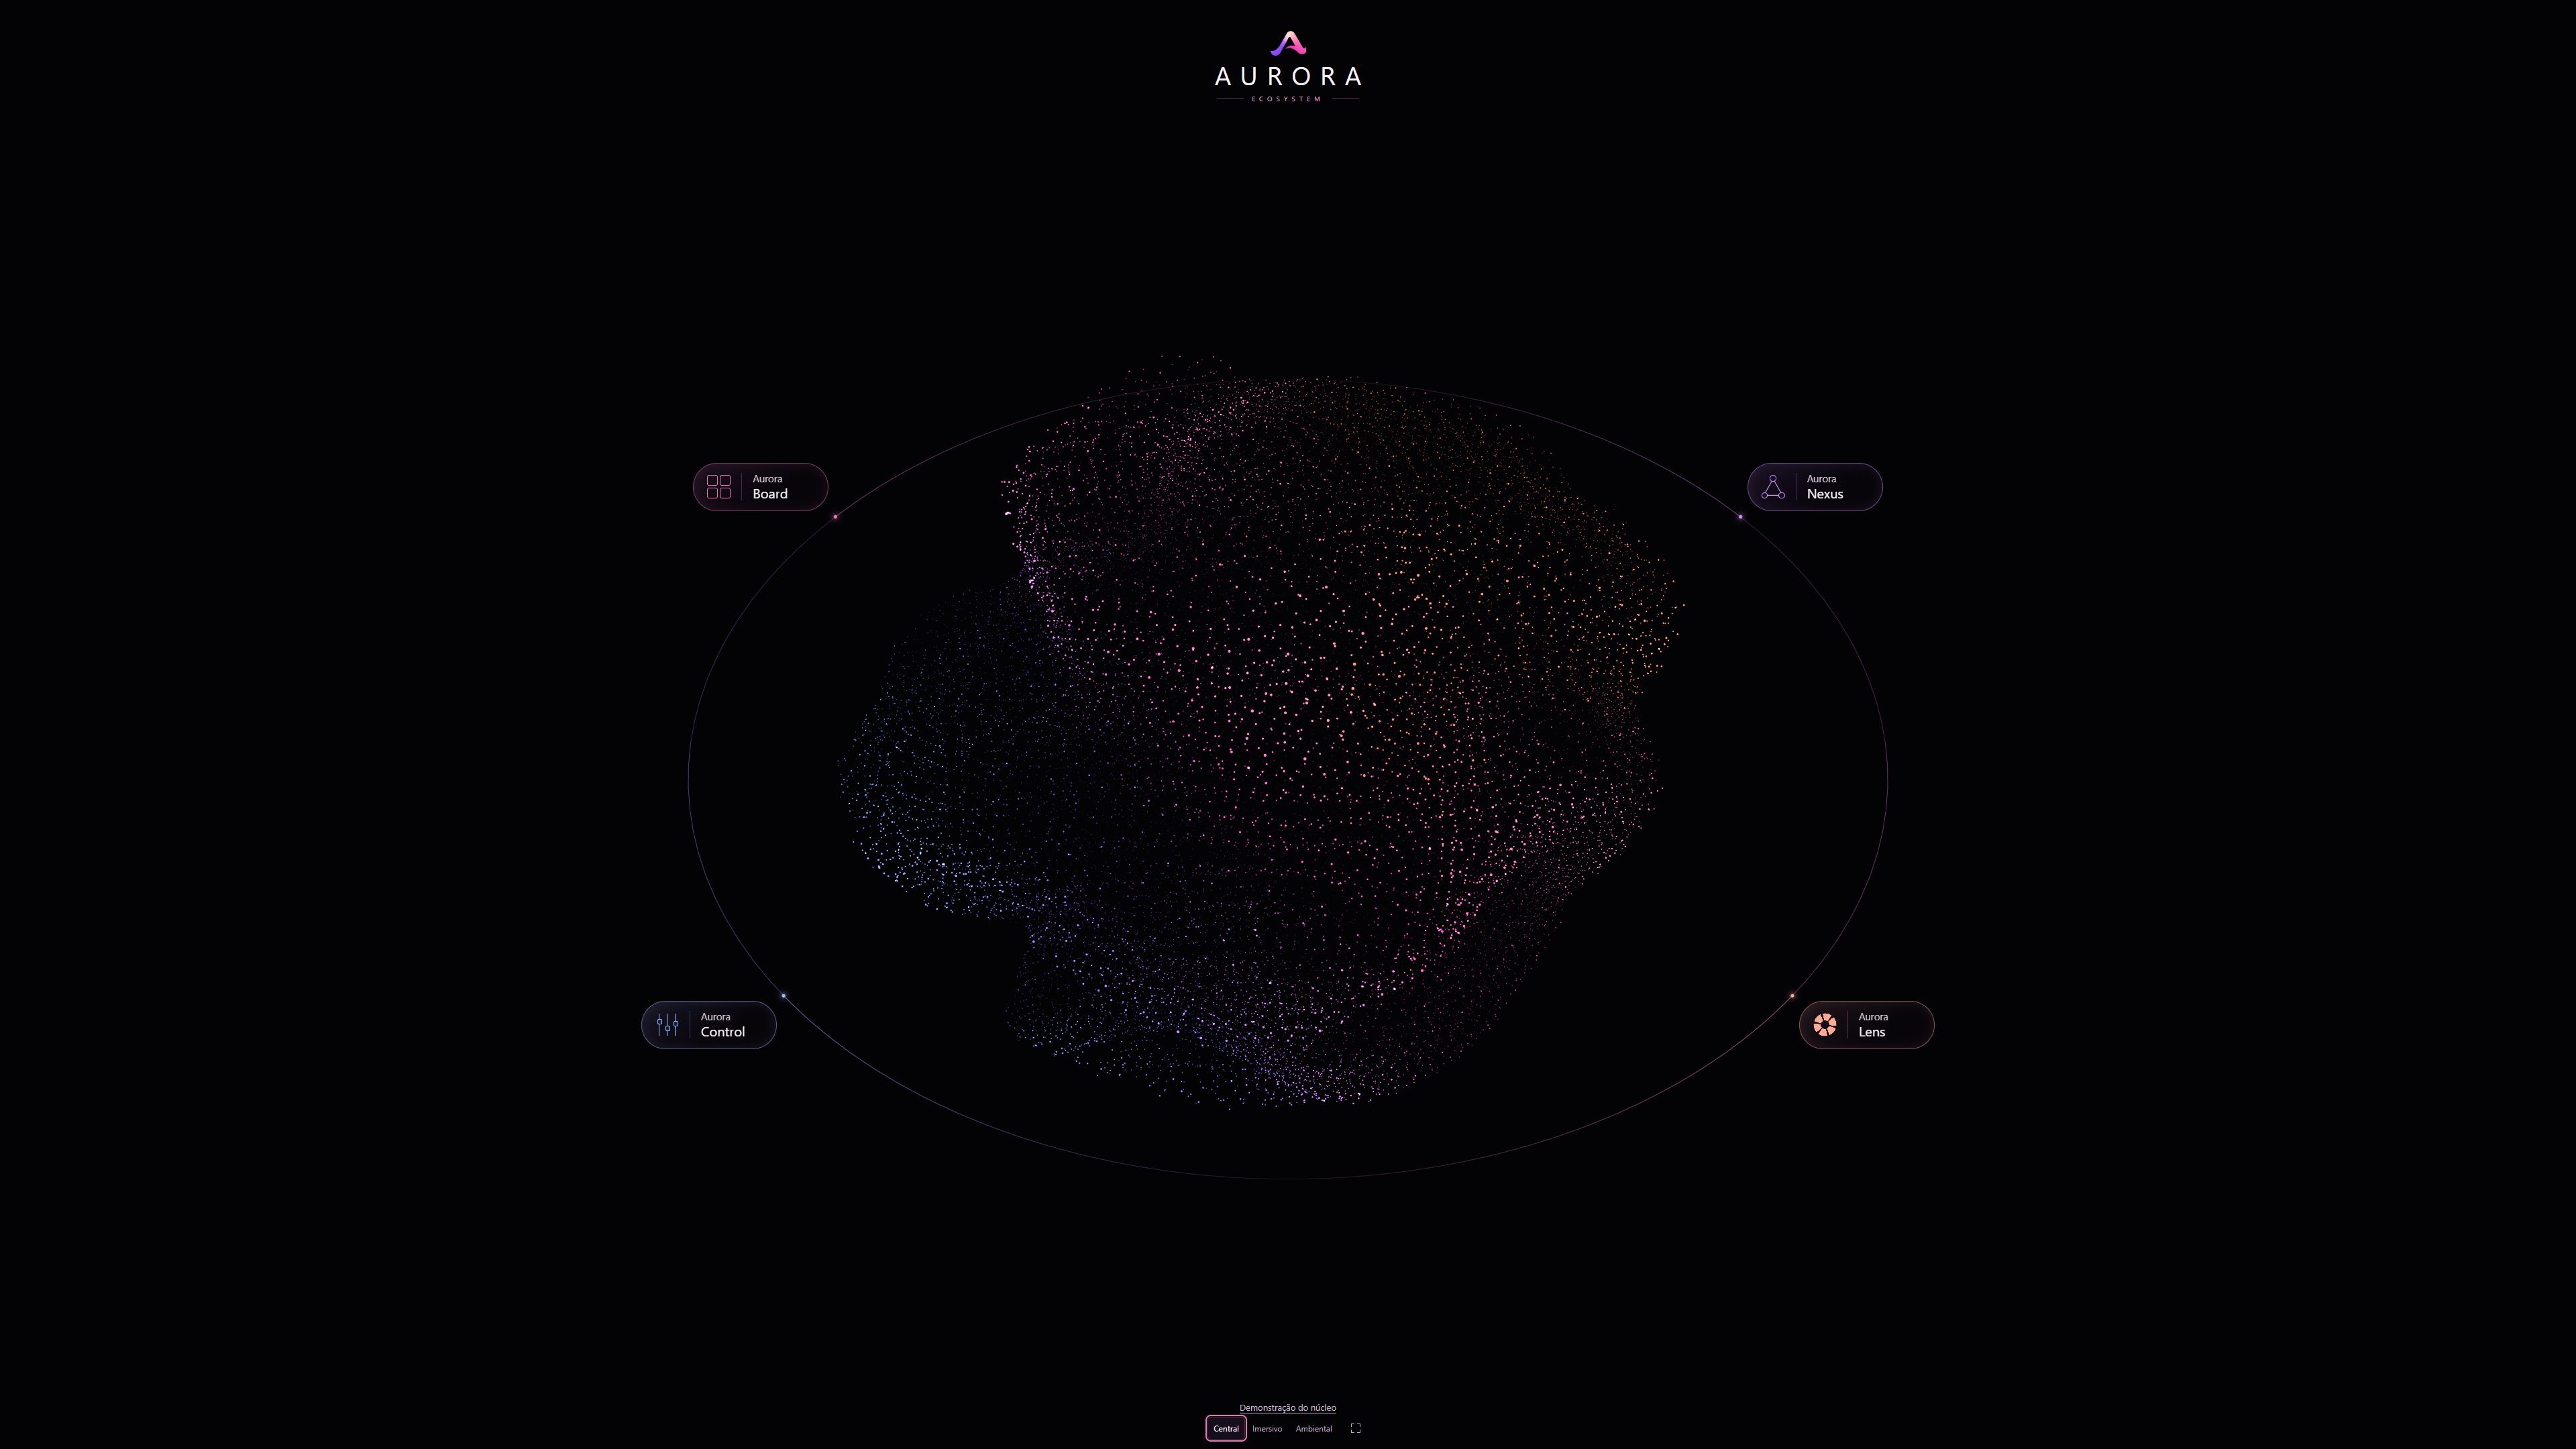 AURORA
ECOSYSTEM
Aurora
Board
Aurora
Nexus
Aurora
Control
Aurora
Lens
Demonstração do núcleo
Central
Imersivo
Ambiental